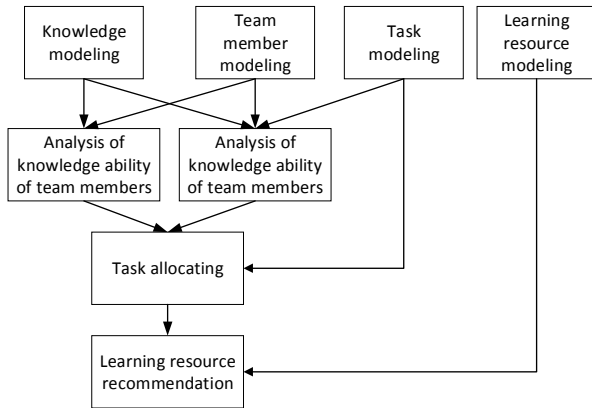 Knowledge
modeling
Team
member
modeling
Task
modeling
Learning
resource
modeling
Analysis of
knowledge ability
of team members
Analysis of
knowledge ability
of team members
Task allocating
Learning resource
recommendation